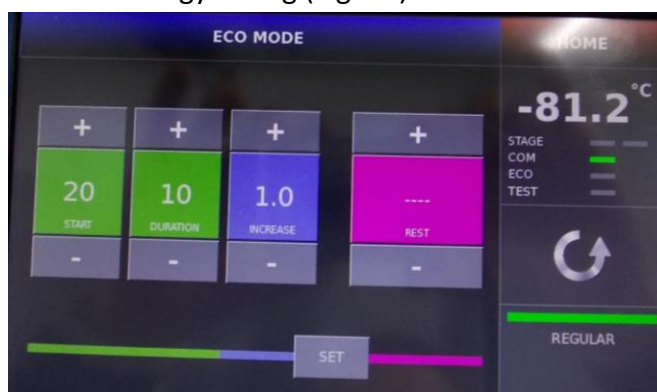 ECO MODE
HOME
-81.2°C
STAGE
COM
ECO
TEST
+ + + +
20 10 1.0 ----
START DURATION INCREASE REST
- - - -
SET
REGULAR